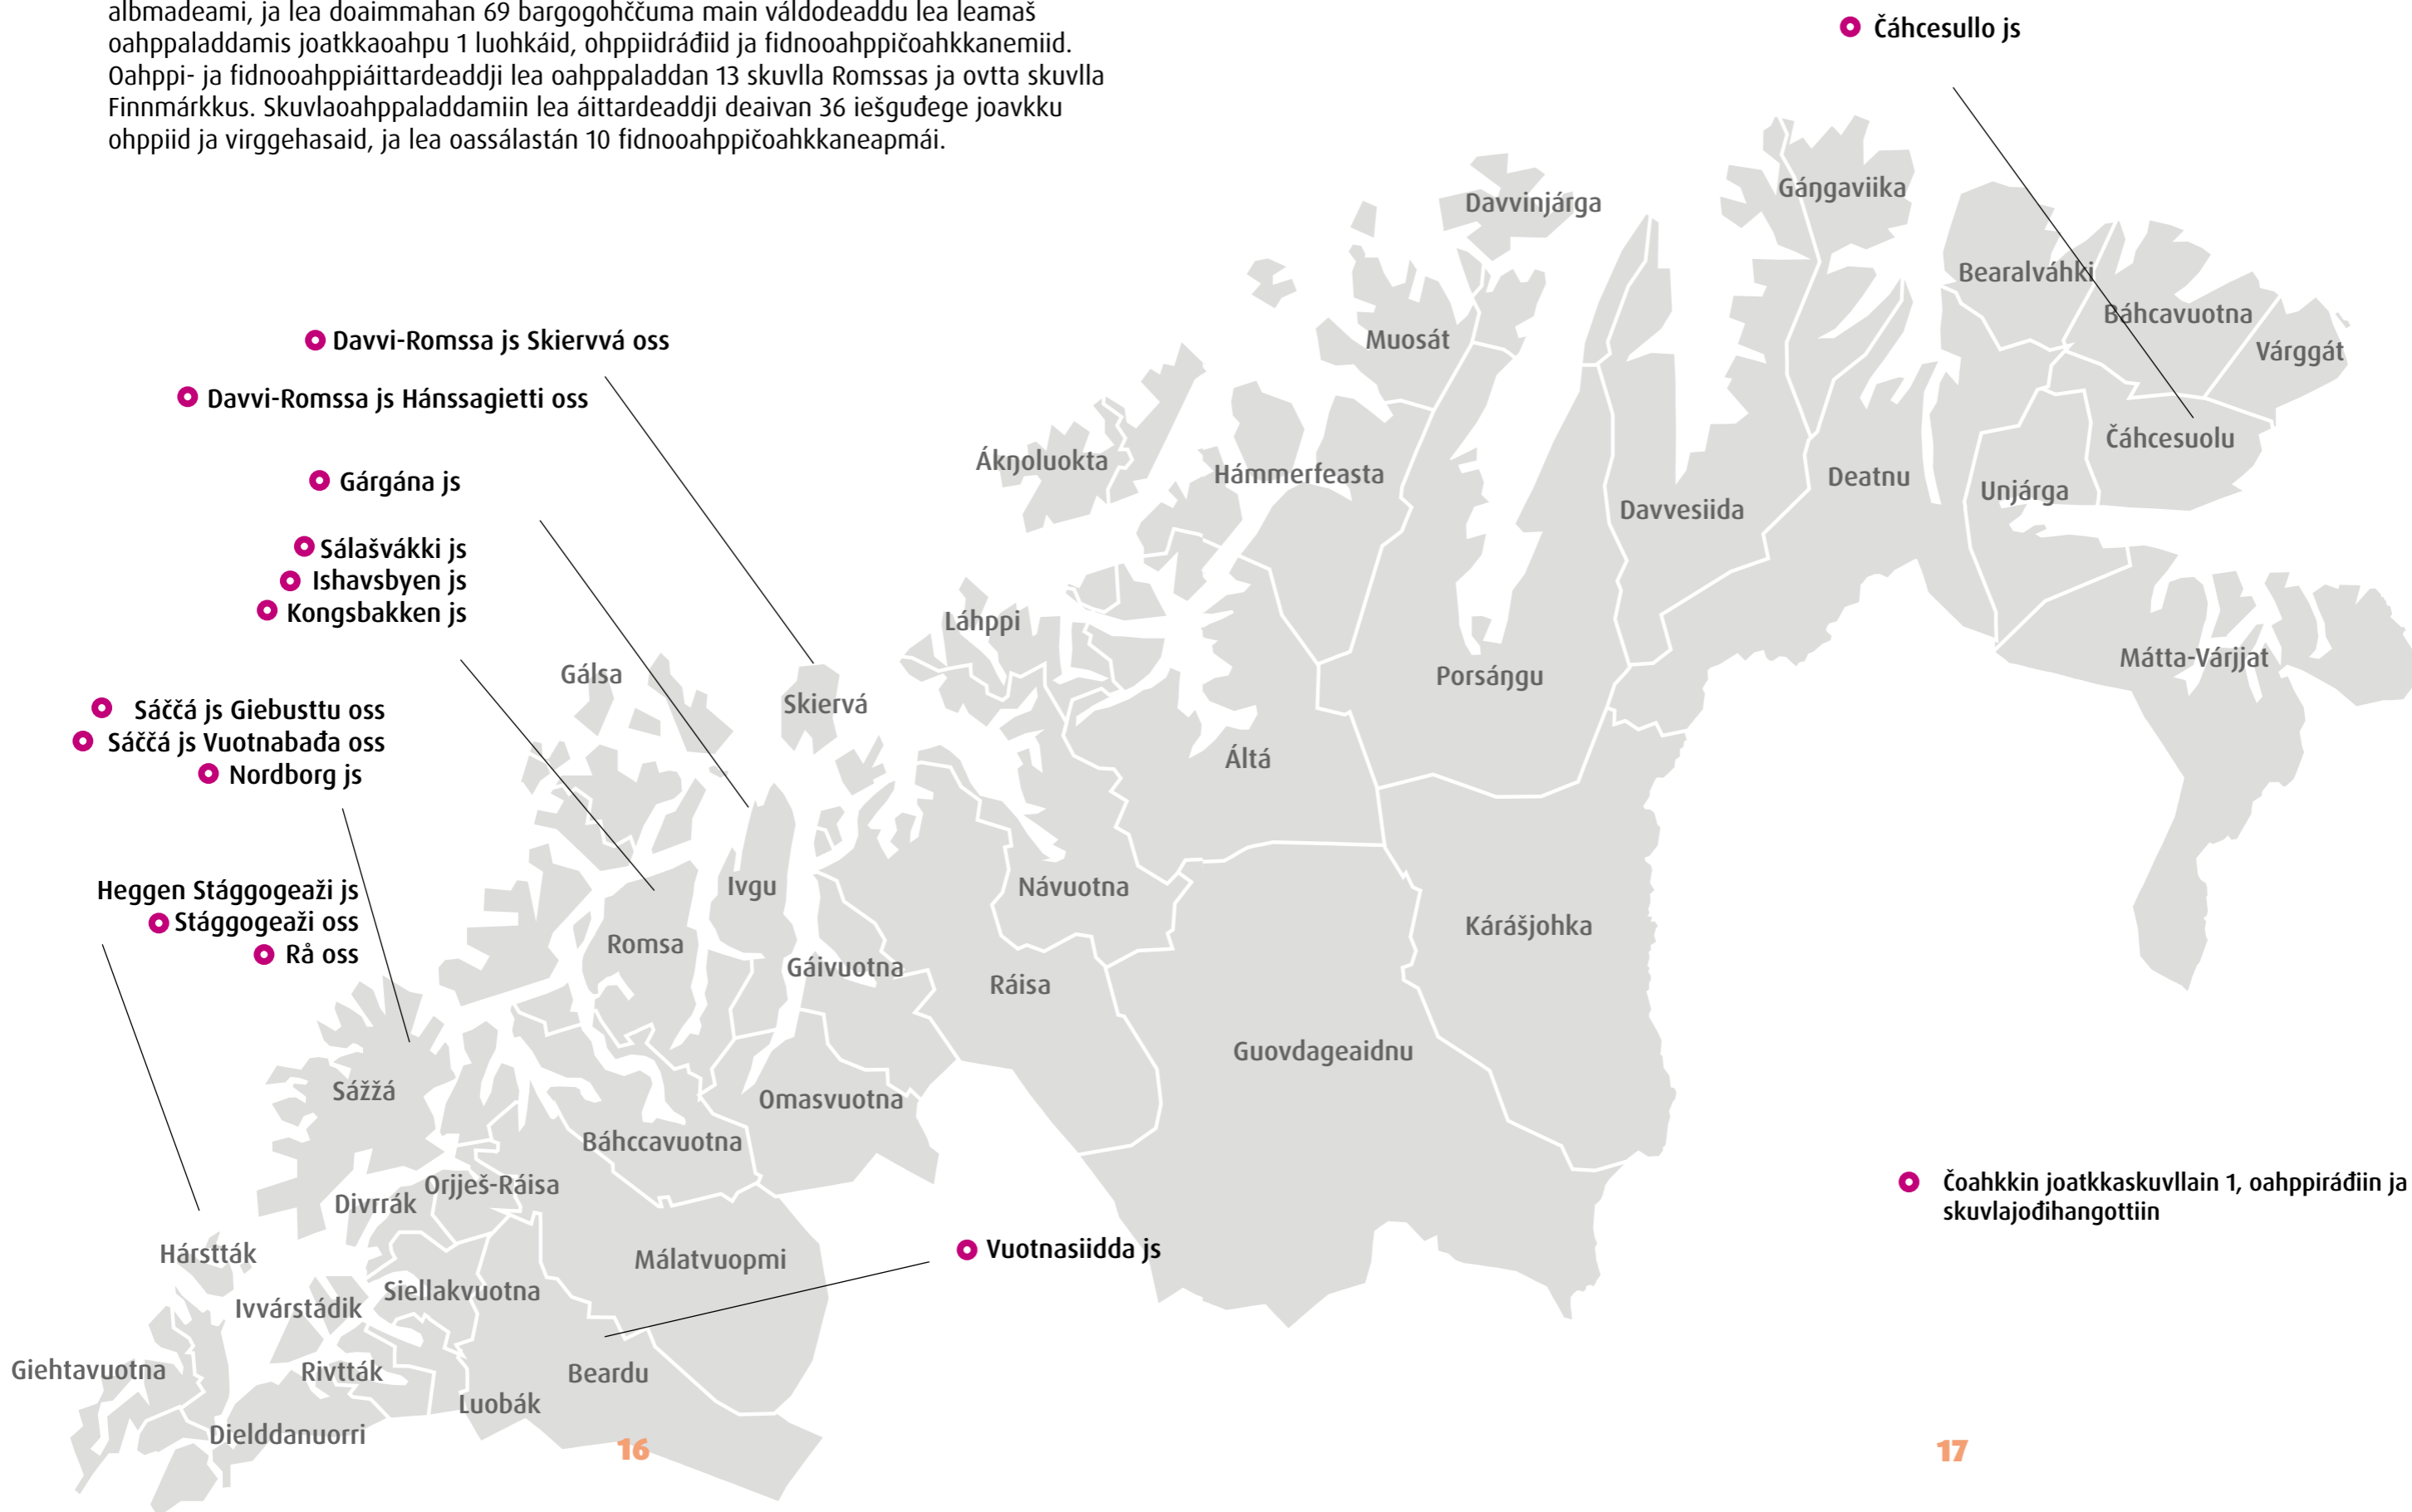 albmadeami, ja lea doaimmahan 69 bargogohččuma main váldodeaddu lea leamaš
oahppaladdamis joatkkaoahpu 1 luohkáid, ohppiidráđiid ja fidnooahppičoahkkanemiid.
Oahppi- ja fidnooahppiáittardeaddji lea oahppaladdan 13 skuvlla Romssas ja ovtta skuvlla
Finnmárkkus. Skuvlaoahppaladdamiin lea áittardeaddji deaivan 36 iešguđege joavkku
ohppiid ja virggehasaid, ja lea oassálastán 10 fidnooahppičoahkkaneapmái.
Čáhcesullo js
Davvi-Romssa js Skiervvá oss
Davvi-Romssa js Hánssagietti oss
Gárgána js
Sálašvákki js
Ishavsbyen js
Kongsbakken js
Sáččá js Giebusttu oss
Sáččá js Vuotnabađa oss
Nordborg js
Heggen Stággogeaži js
Stággogeaži oss
Rå oss
Vuotnasiidda js
Gáŋgaviika
Davvinjárga
Bearalváhki
Báhcavuotna
Várggát
Muosát
Čáhcesuolu
Ákŋoluokta
Hámmerfeasta
Deatnu
Unjárga
Davvesiida
Láhppi
Mátta-Várjjat
Gálsa
Porsáŋgu
Skiervá
Áltá
Ivgu
Návuotna
Kárášjohka
Romsa
Gáivuotna
Ráisa
Guovdageaidnu
Sážžá
Omasvuotna
Báhccavuotna
Orjješ-Ráisa
Divrrák
Hárstták
Málatvuopmi
Siellakvuotna
Ivvárstádik
Giehtavuotna
Rivtták
Beardu
Luobák
Dielddanuorri
Čoahkkin joatkkaskuvllain 1, oahppiráđiin ja
skuvlajođihangottiin
16
17